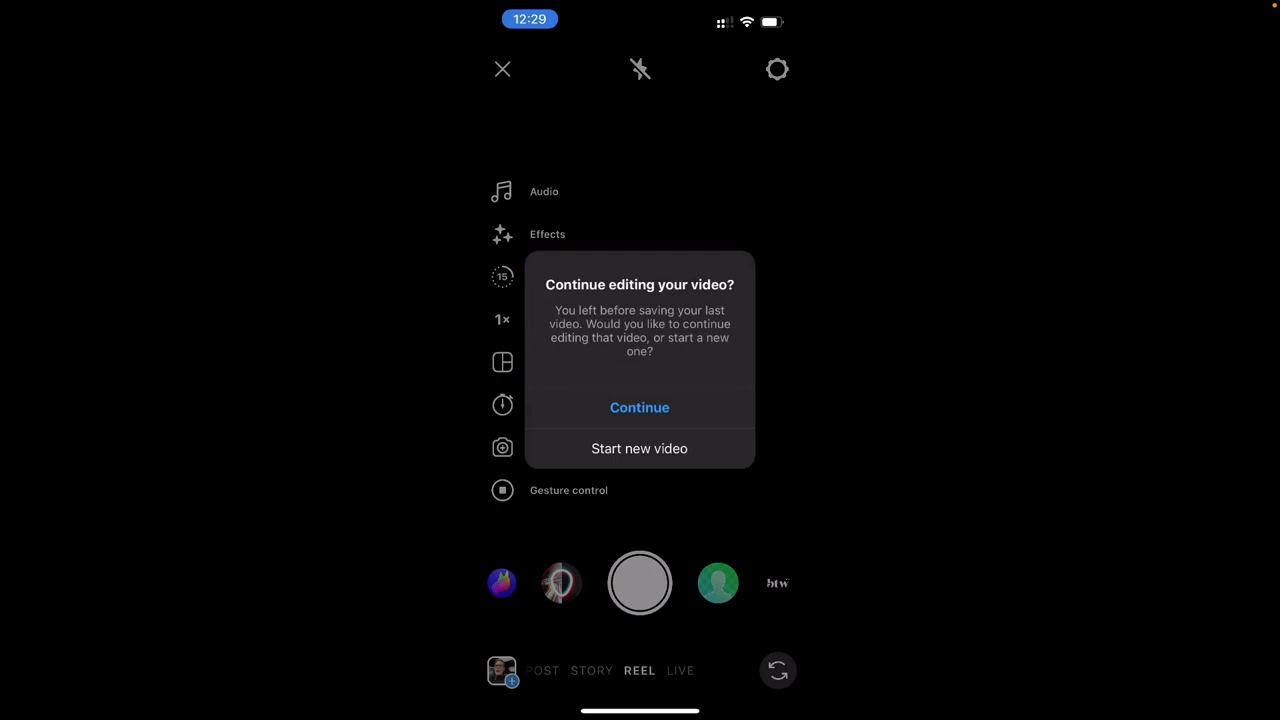 12:29
Audio
Effects
15
1×
Continue editing your video?
You left before saving your last
video. Would you like to continue
editing that video, or start a new
one?
Continue
Start new video
Gesture control
btw
POST STORY REEL LIVE